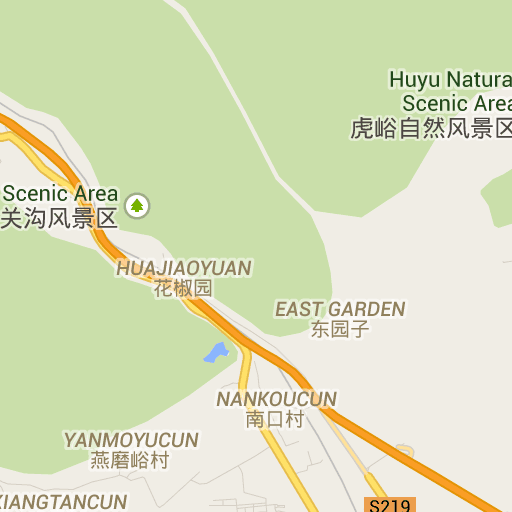 Huyu Natura
Scenic Area
虎峪自然风景区
Scenic Area
关沟风景区
HUAJIAOYUAN
花椒园
EAST GARDEN
东园子
NANKOUCUN
南口村
YANMOYUCUN
燕磨峪村
XIANGTANCUN
S219